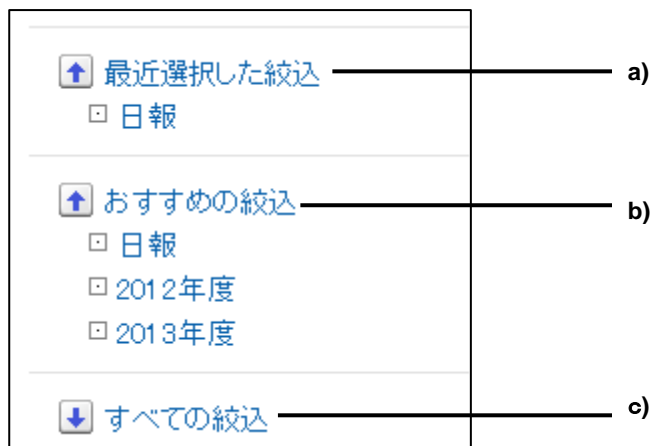 最近選択した絞込 a)
日報
おすすめの絞込 b)
日報
2012年度
2013年度
すべての絞込 c)